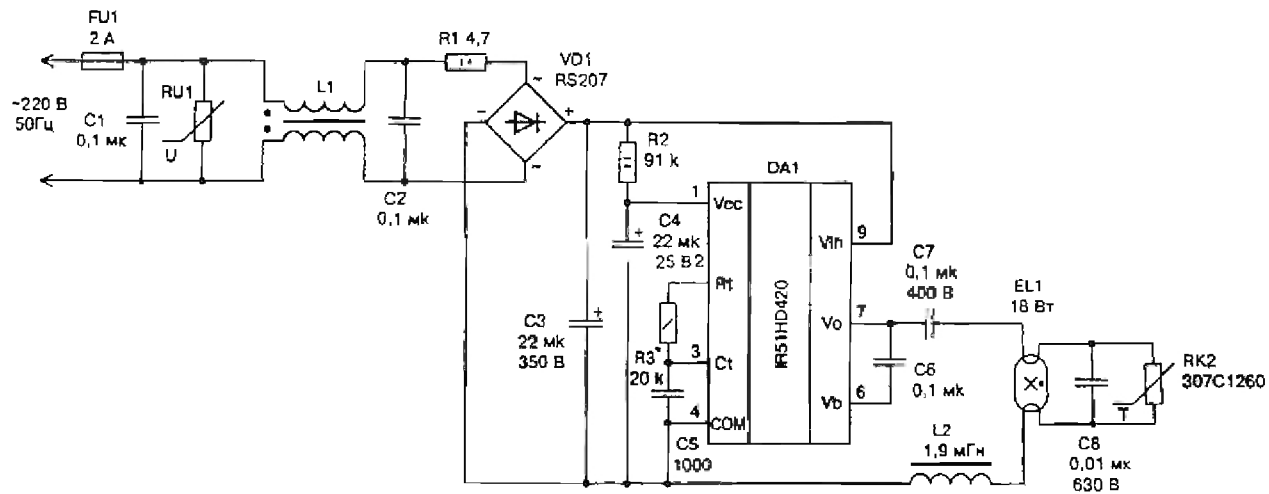 FU1
2 А
~220 В
50Гц
C1
0,1 мк
RU1
U
L1
C2
0,1 мк
R1 4,7
VD1
RS207
~
−
+
~
R2
91 k
C3
22 мк
350 В
C4
22 мк
25 В
+
+
DA1
IR51HD420
1
Vcc
2
Rt
3
Ct
4
COM
9
Vin
7
Vo
6
Vb
R3*
20 k
C5
1000
C7
0,1 мк
400 В
C6
0,1 мк
EL1
18 Вт
L2
1,9 мГн
C8
0,01 мк
630 В
RK2
307C1260
T